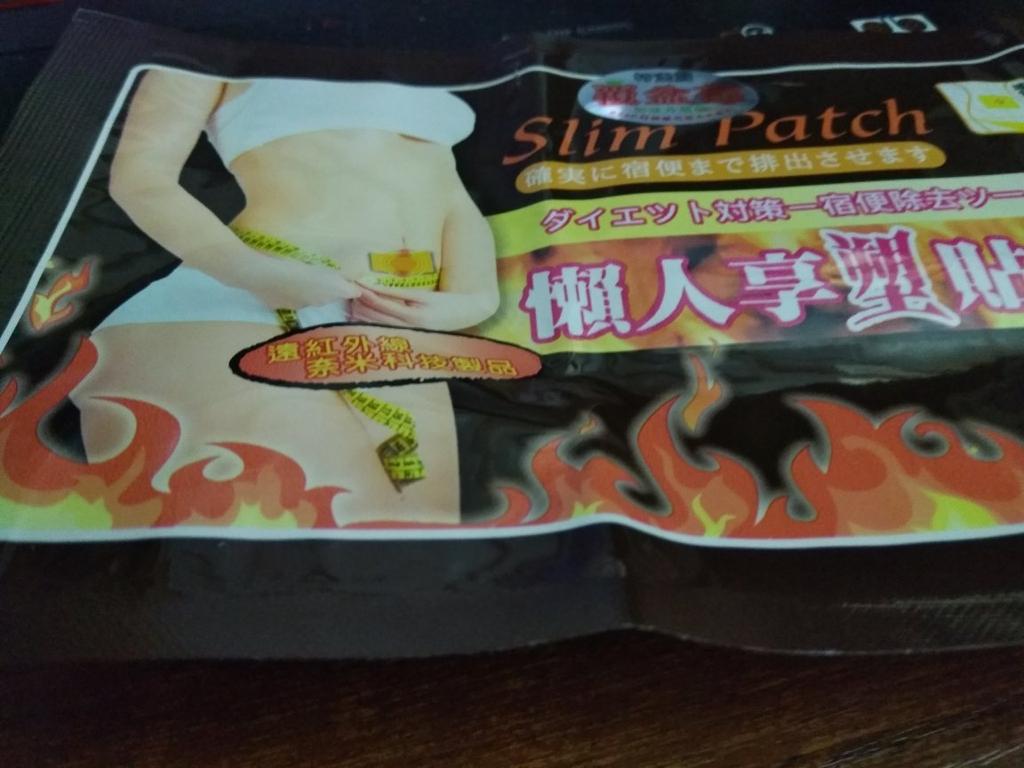 Slim Patch
確実に宿便まで排出させます
ダイエット対策一宿便除去ツー
懶人享塑貼
遠紅外線
奈米科技製品